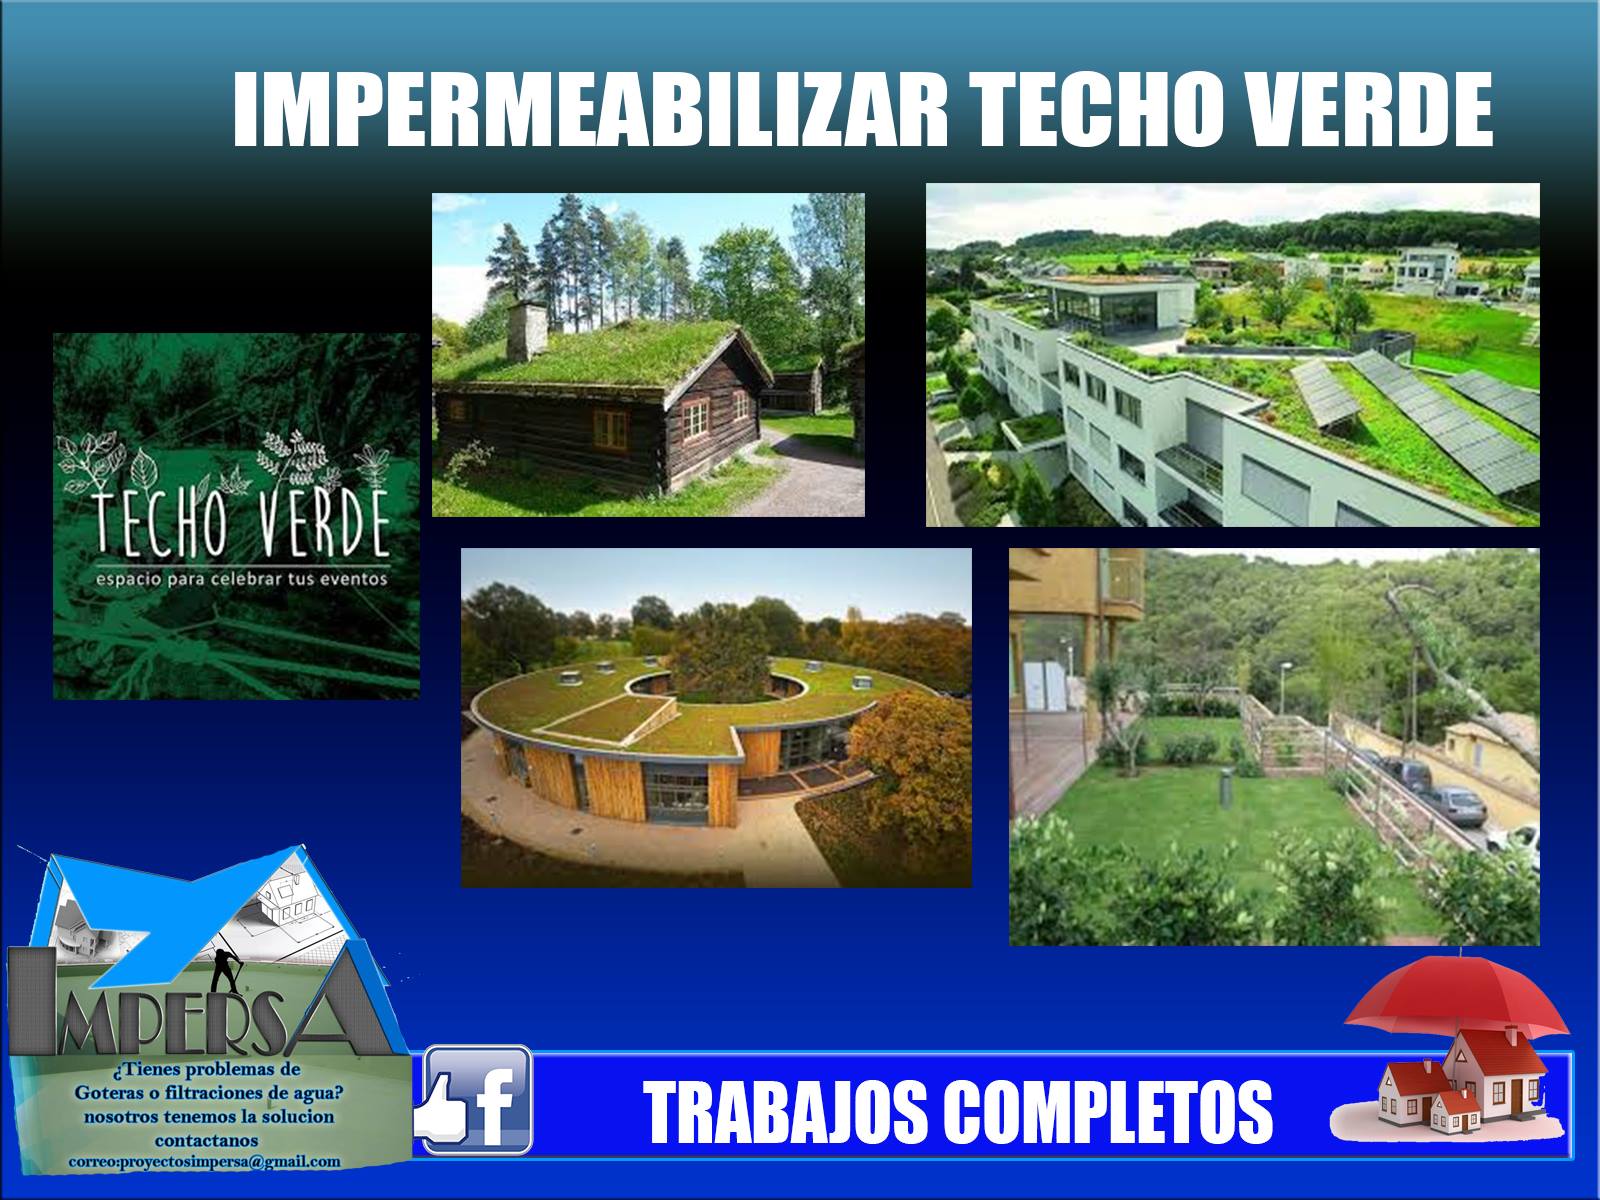 IMPERMEABILIZAR TECHO VERDE
TECHO VERDE
espacio para celebrar tus eventos
IMPERSA
¿Tienes problemas de
Goteras o filtraciones de agua?
nosotros tenemos la solucion
contactanos
correo:proyectosimpersa@gmail.com
f
TRABAJOS COMPLETOS